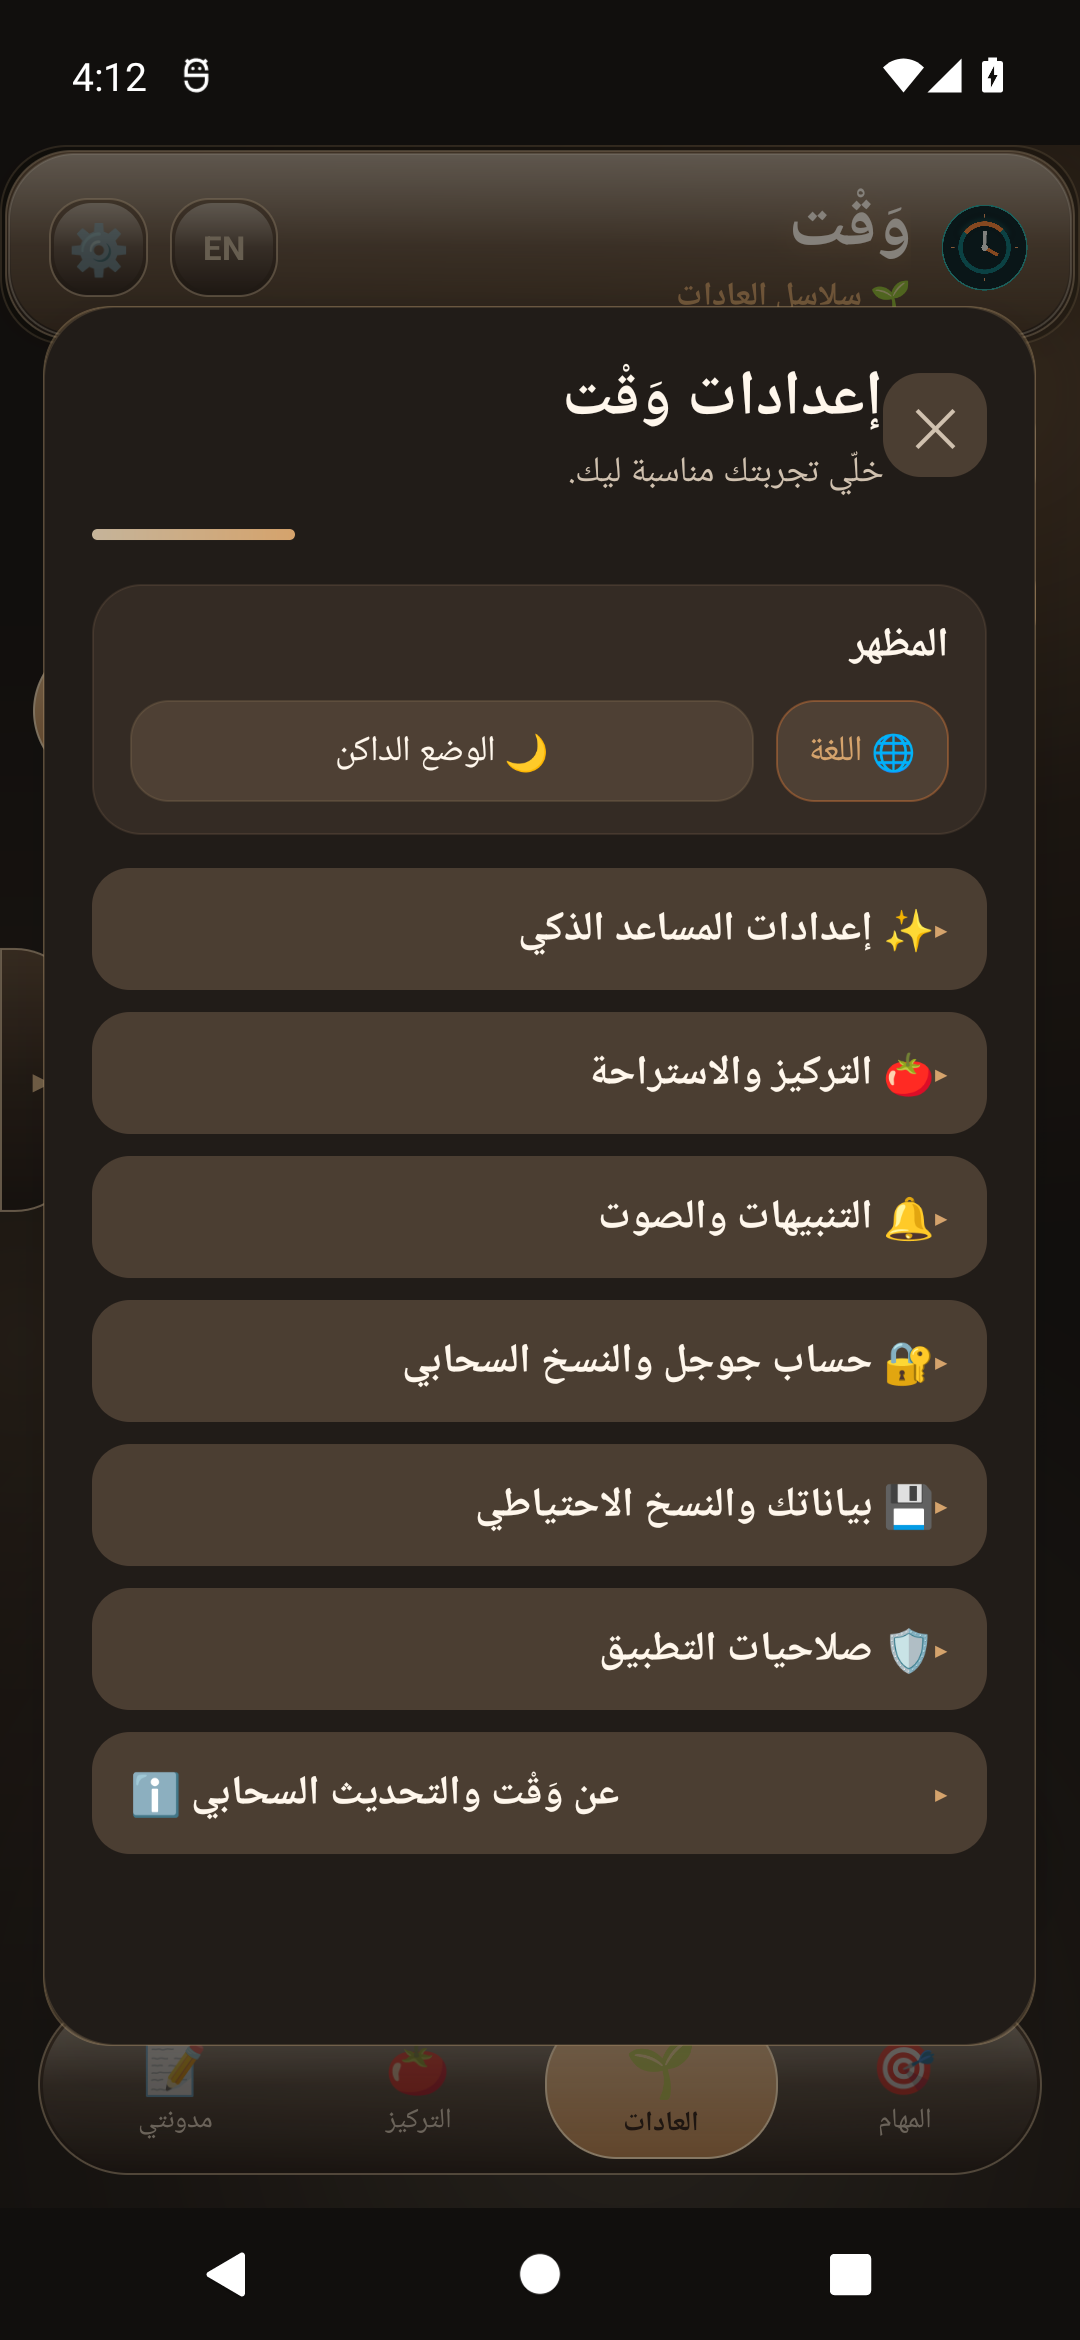 4:12
وَقْت
🌱 سلاسل العادات
EN
إعدادات وَقْت
خلّي تجربتك مناسبة ليك.
المظهر
🌐 اللغة
🌙 الوضع الداكن
✨ إعدادات المساعد الذكي
🍅 التركيز والاستراحة
🔔 التنبيهات والصوت
🔐 حساب جوجل والنسخ السحابي
💾 بياناتك والنسخ الاحتياطي
🛡️ صلاحيات التطبيق
عن وَقْت والتحديث السحابي ℹ️
المهام
العادات
التركيز
مدونتي